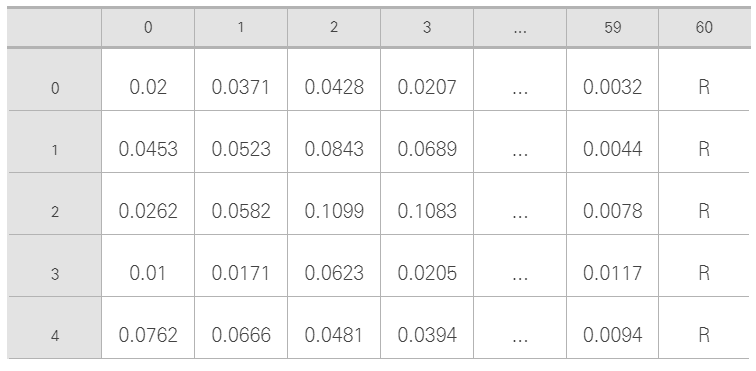 0 1 2 3 ... 59 60
0 0.02 0.0371 0.0428 0.0207 ... 0.0032 R
1 0.0453 0.0523 0.0843 0.0689 ... 0.0044 R
2 0.0262 0.0582 0.1099 0.1083 ... 0.0078 R
3 0.01 0.0171 0.0623 0.0205 ... 0.0117 R
4 0.0762 0.0666 0.0481 0.0394 ... 0.0094 R